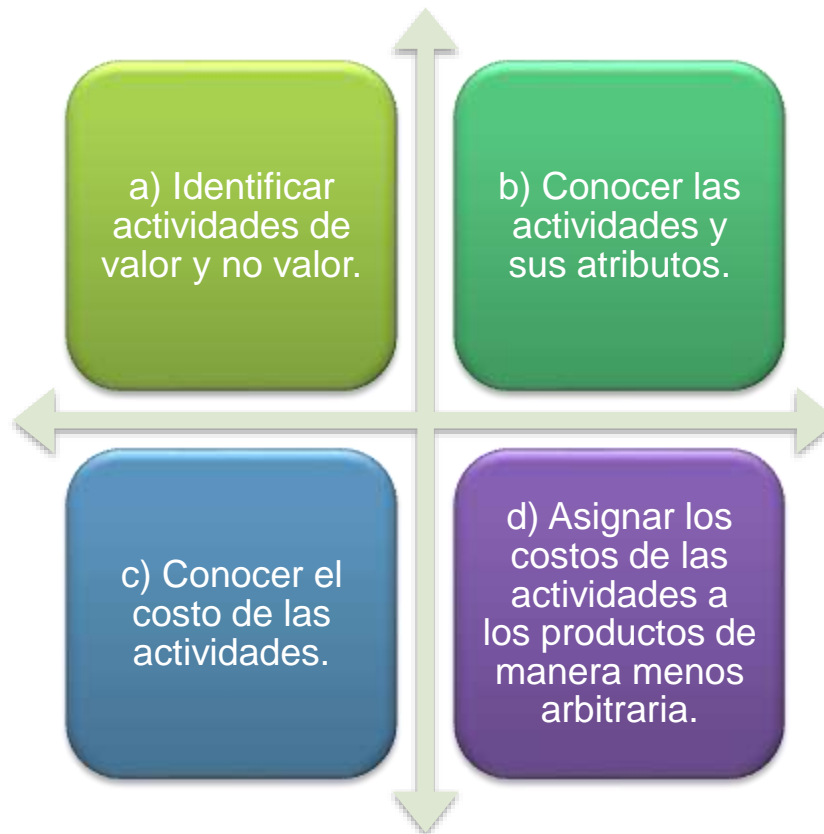 a) Identificar
actividades de
valor y no valor.
b) Conocer las
actividades y
sus atributos.
c) Conocer el
costo de las
actividades.
d) Asignar los
costos de las
actividades a
los productos de
manera menos
arbitraria.